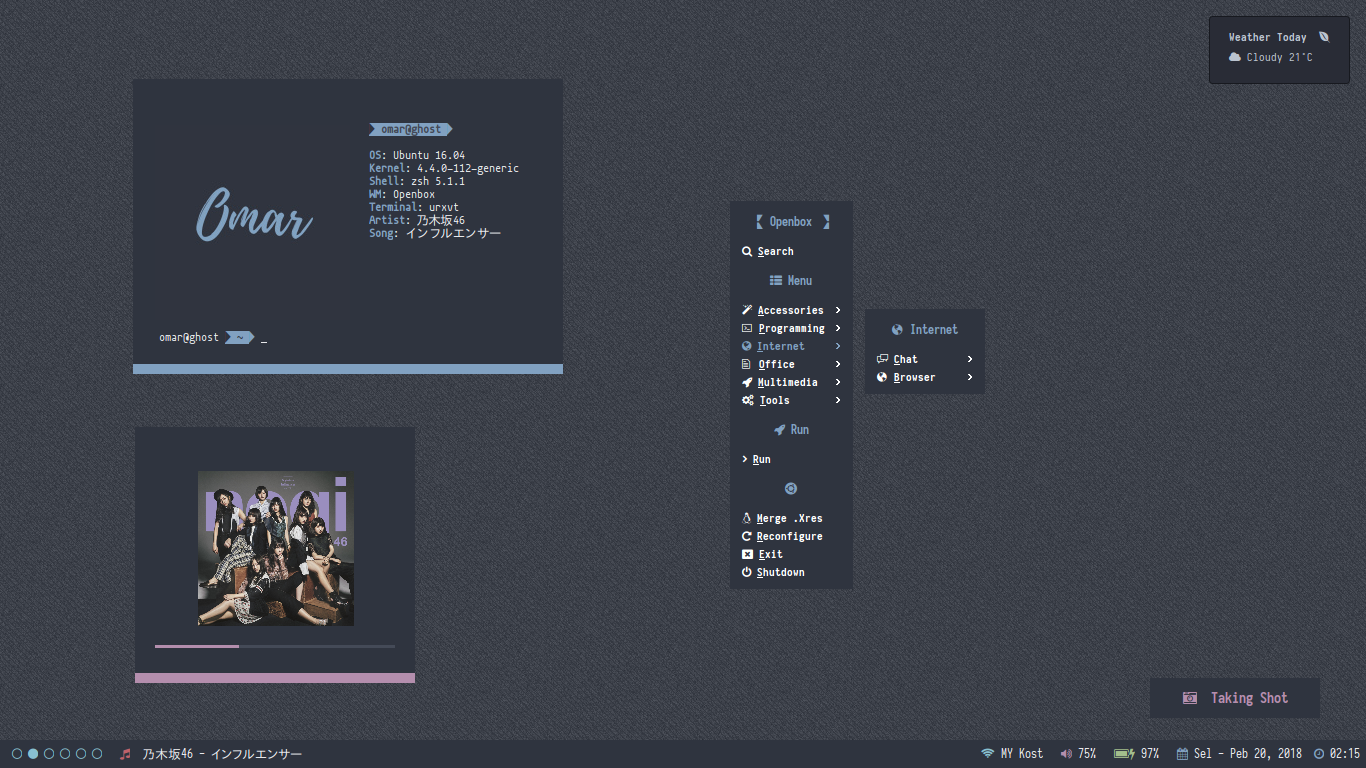 Weather Today
Cloudy 21°C
omar@ghost
OS: Ubuntu 16.04
Kernel: 4.4.0-112-generic
Shell: zsh 5.1.1
WM: Openbox
Terminal: urxvt
Artist: 乃木坂46
Song: インフルエンサー
Omar
omar@ghost ~ _
Openbox
Search
Menu
Accessories
Programming
Internet
Office
Multimedia
Tools
Run
Run
Merge .Xres
Reconfigure
Exit
Shutdown
Internet
Chat
Browser
nogi
46
Taking Shot
乃木坂46 - インフルエンサー
MY Kost 75% 97% Sel - Peb 20, 2018 02:15